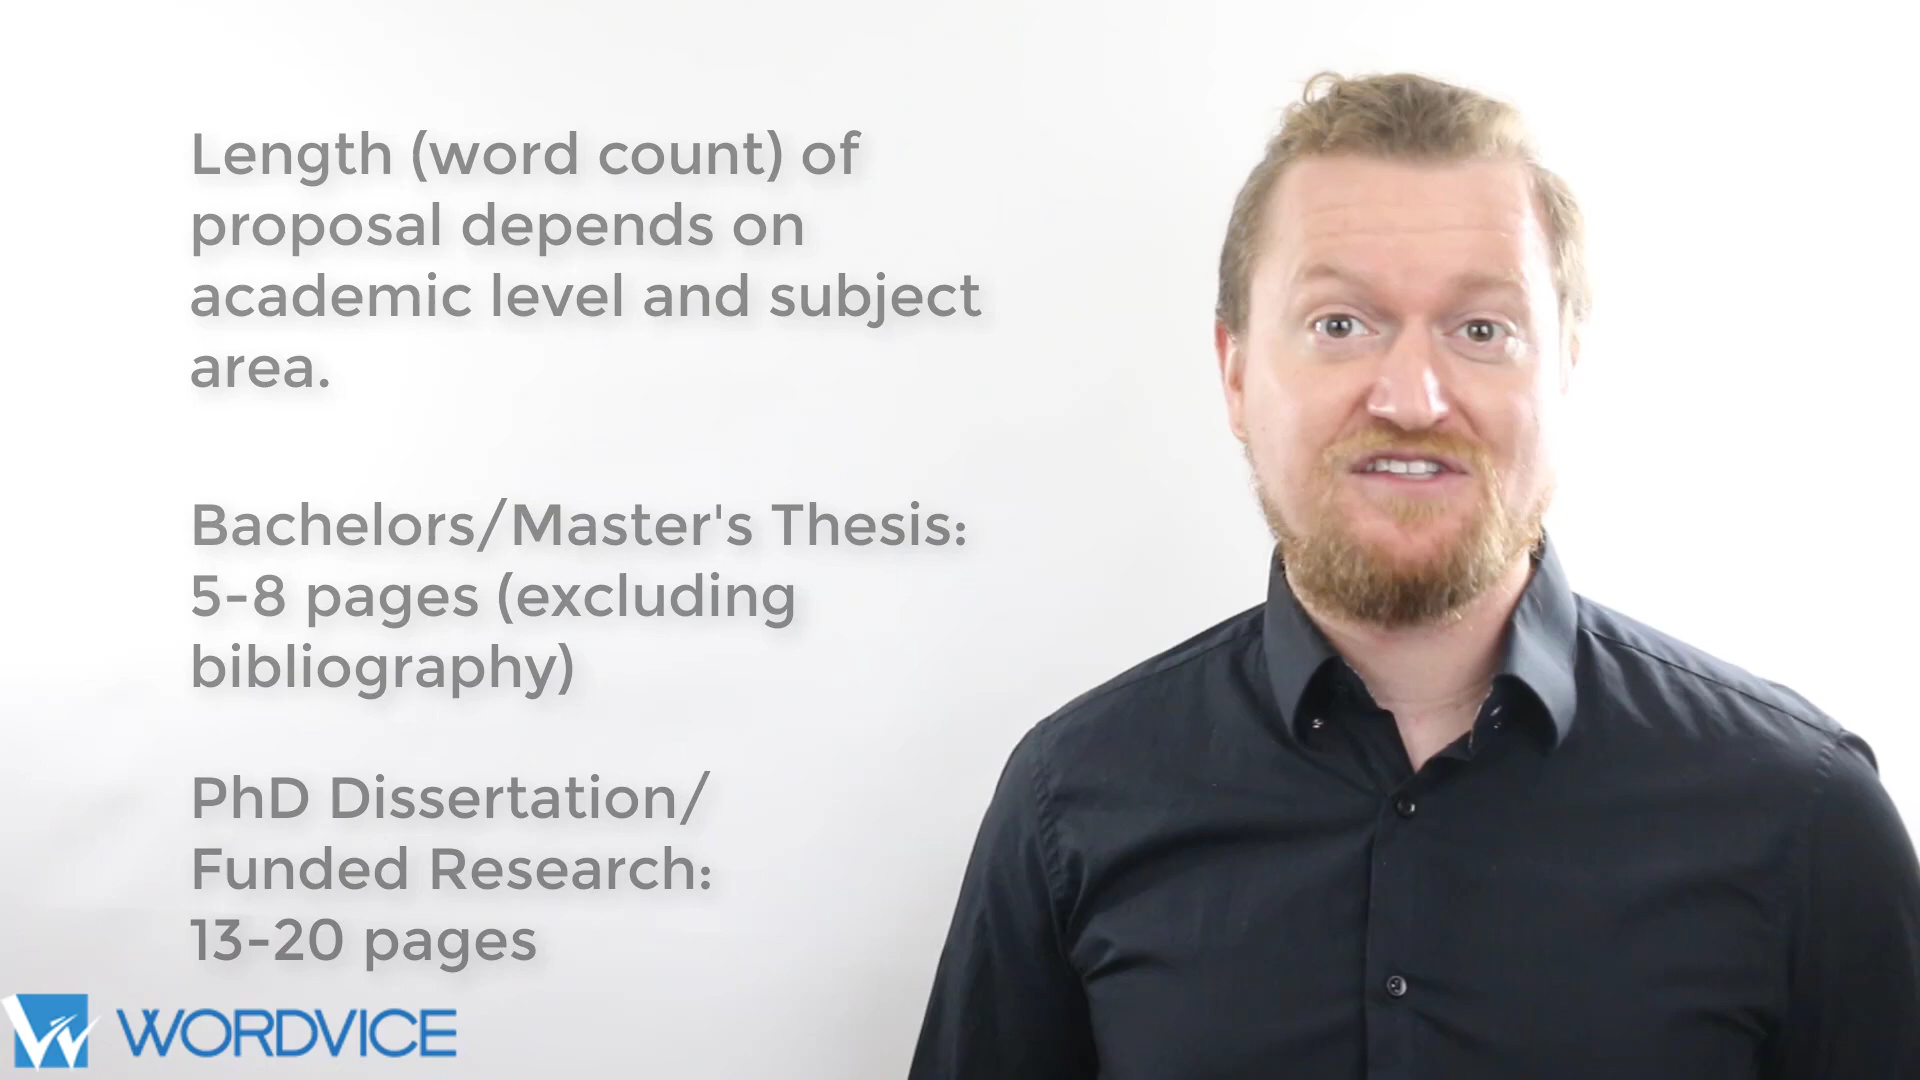 Length (word count) of
proposal depends on
academic level and subject
area.
Bachelors/Master's Thesis:
5-8 pages (excluding
bibliography)
PhD Dissertation/
Funded Research:
13-20 pages
WORDVICE